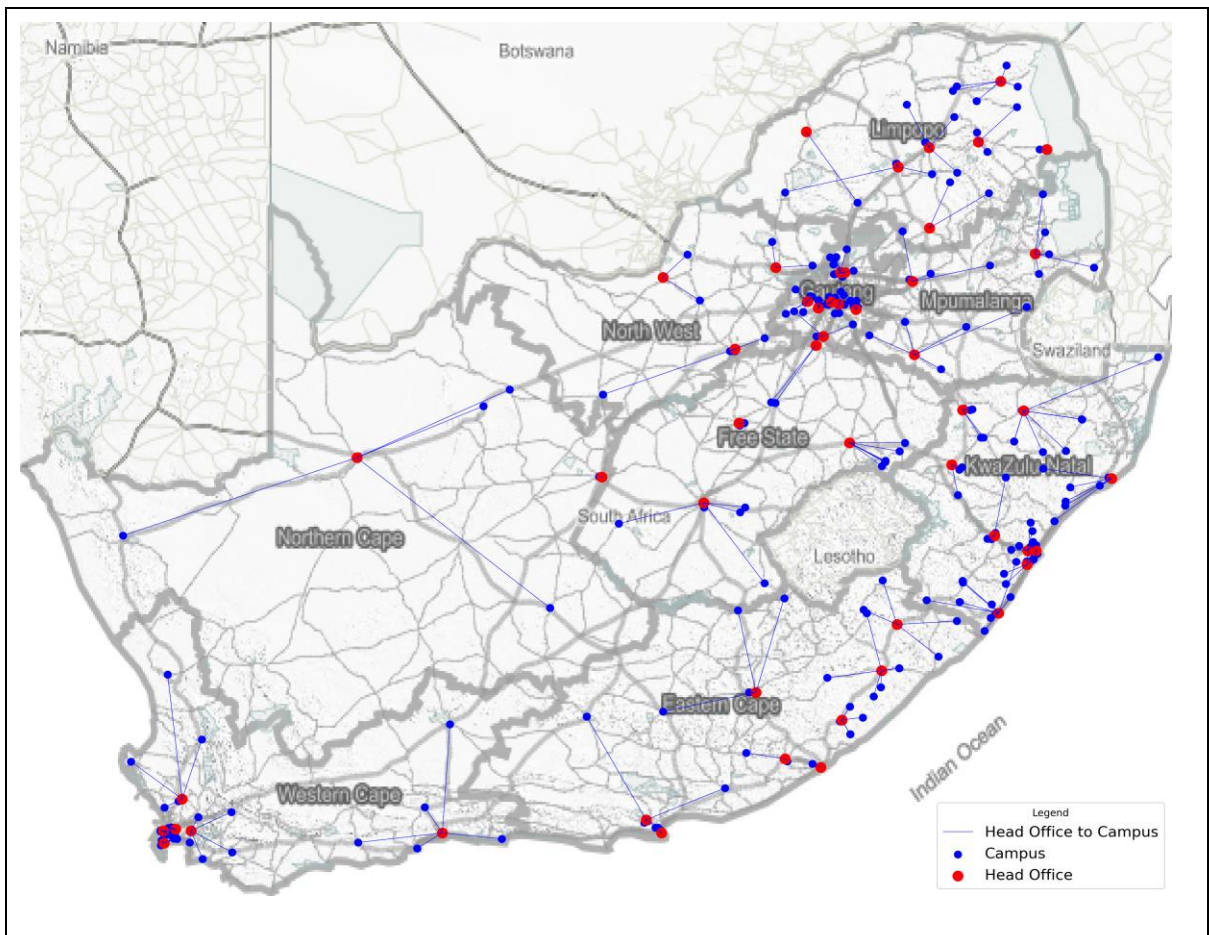 Namibia
Botswana
Limpopo
Gauteng
Mpumalanga
North West
Swaziland
Free State
KwaZulu Natal
South Africa
Northern Cape
Lesotho
Eastern Cape
Indian Ocean
Western Cape
Legend
Head Office to Campus
Campus
Head Office